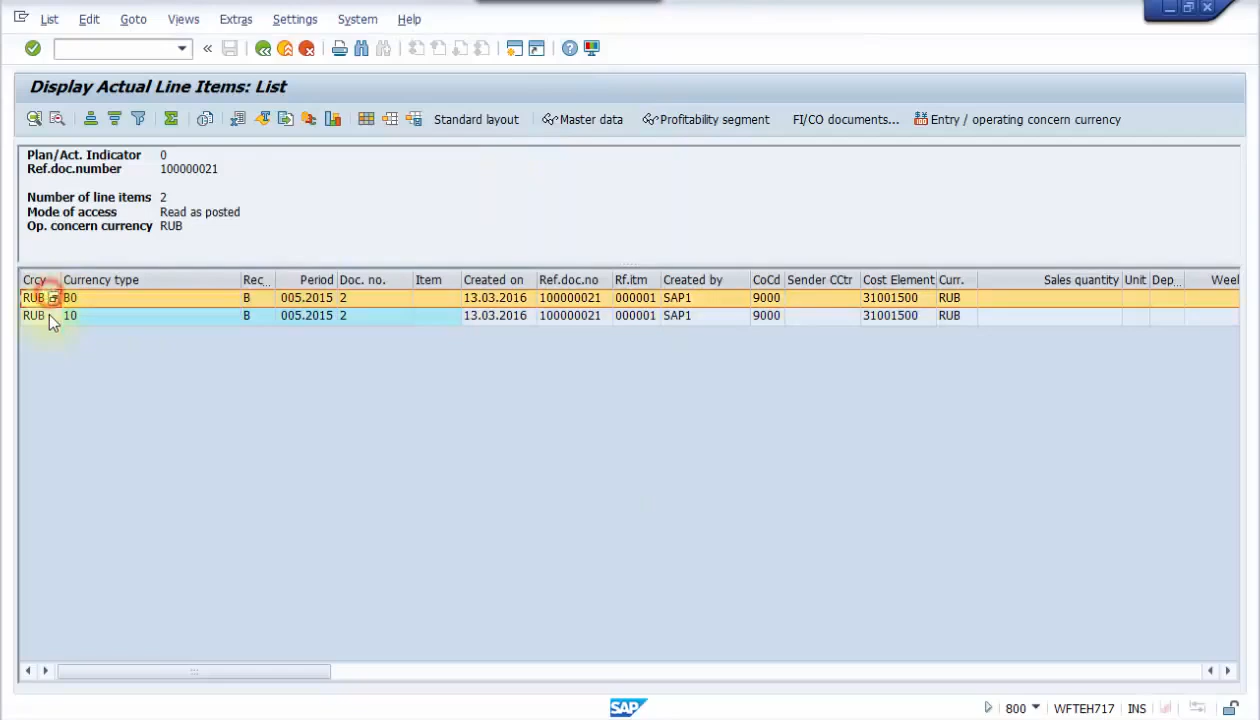 List Edit Goto Views Extras Settings System Help
Display Actual Line Items: List
Standard layout Master data Profitability segment FI/CO documents... Entry / operating concern currency
Plan/Act. Indicator 0
Ref.doc.number 100000021
Number of line items 2
Mode of access Read as posted
Op. concern currency RUB
Crcy Currency type Rec... Period Doc. no. Item Created on Ref.doc.no Rf.itm Created by CoCd Sender CCtr Cost Element Curr. Sales quantity Unit Dep... Weel
RUB B0 B 005.2015 2 13.03.2016 100000021 000001 SAP1 9000 31001500 RUB
RUB 10 B 005.2015 2 13.03.2016 100000021 000001 SAP1 9000 31001500 RUB
SAP 800 WFTEH717 INS